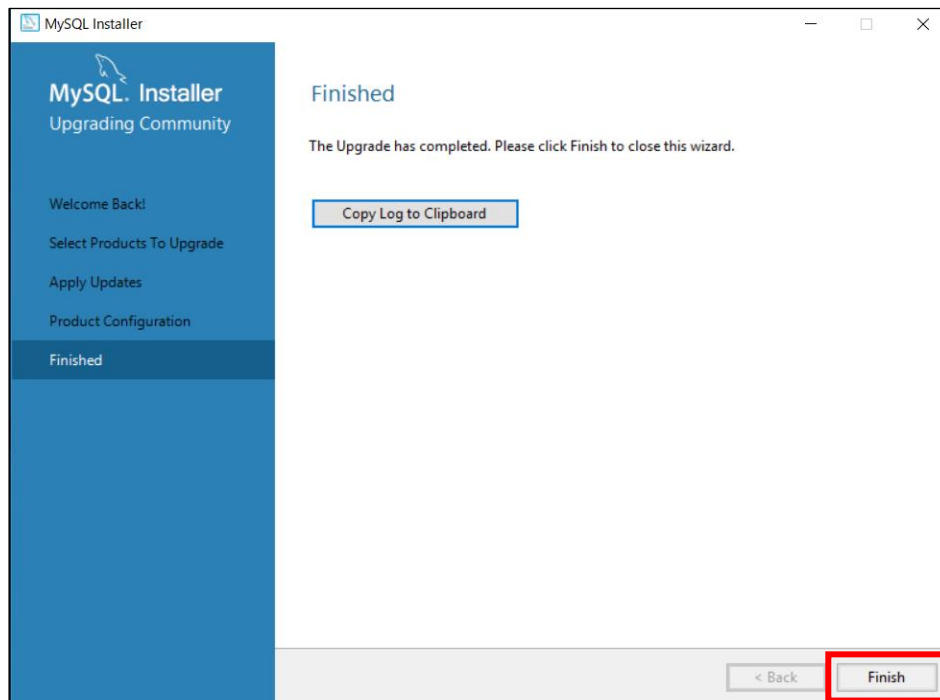 MySQL Installer
MySQL. Installer
Upgrading Community
Welcome Back!
Select Products To Upgrade
Apply Updates
Product Configuration
Finished
Finished
The Upgrade has completed. Please click Finish to close this wizard.
Copy Log to Clipboard
< Back
Finish